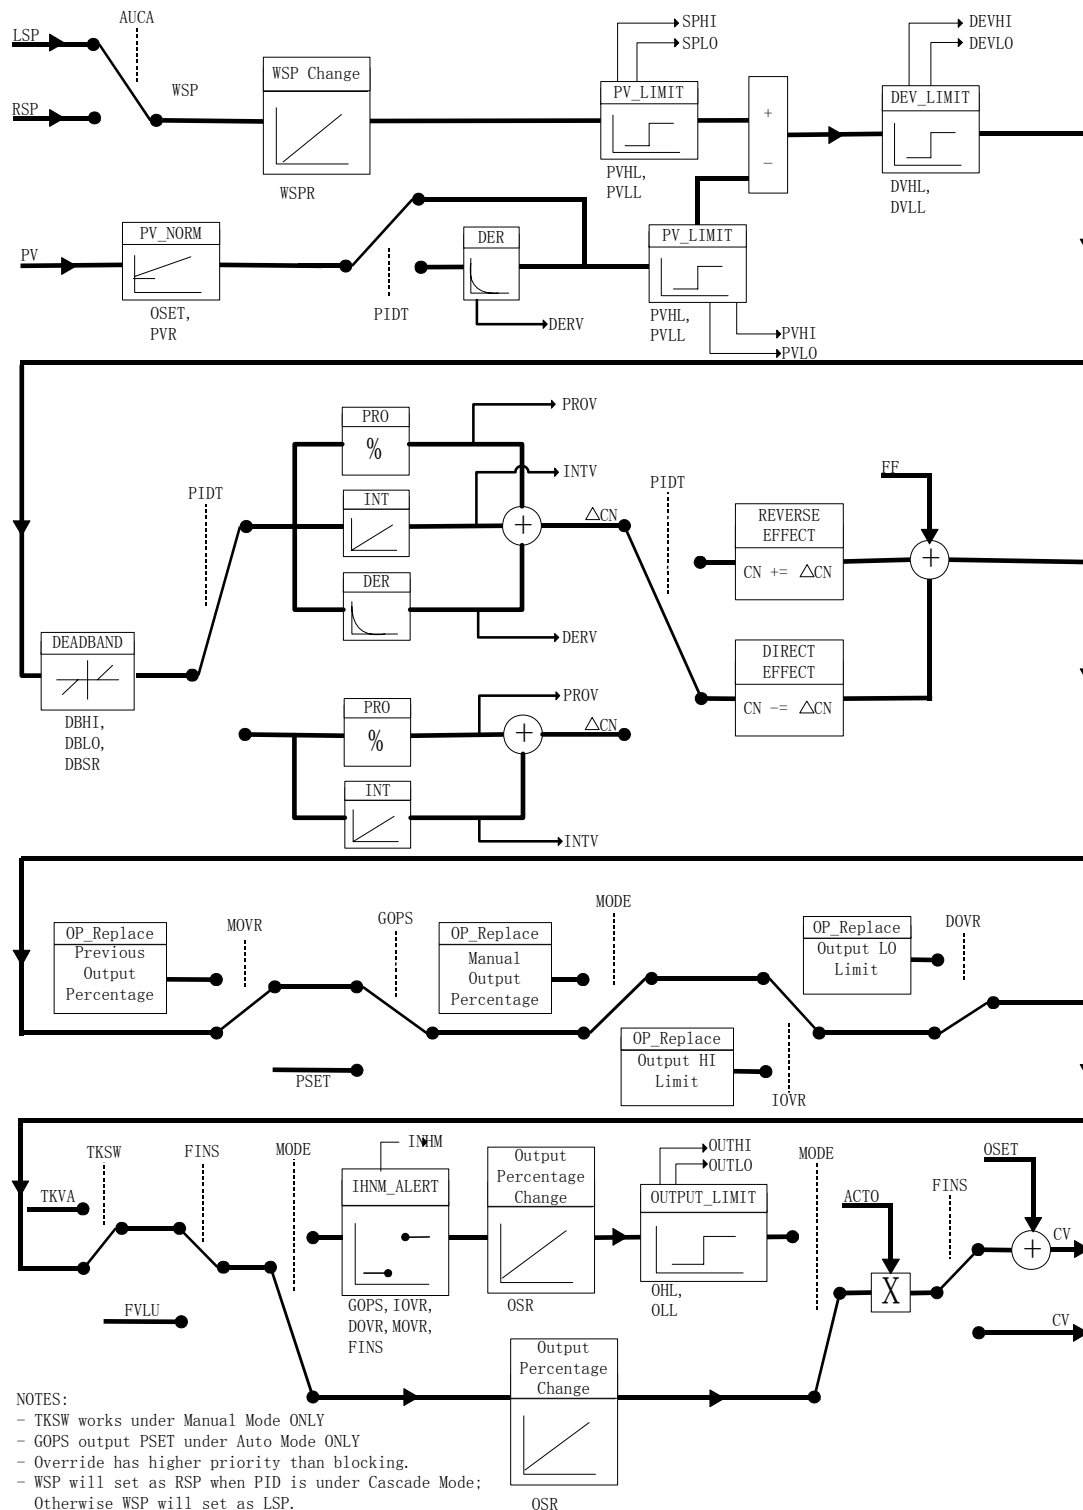 LSP
AUCA
RSP
WSP
WSP Change
WSPR
SPHI
SPLO
PV_LIMIT
PVHL,
PVLL
+
-
DEVHI
DEVLO
DEV_LIMIT
DVHL,
DVLL
PV
PV_NORM
OSET,
PVR
PIDT
DER
DERV
PV_LIMIT
PVHL,
PVLL
PVHI
PVLO
DEADBAND
DBHI,
DBLO,
DBSR
PIDT
PRO
%
PROV
INT
INTV
+
△CN
DER
DERV
PRO
%
PROV
+
△CN
INT
INTV
PIDT
REVERSE
EFFECT
CN += △CN
DIRECT
EFFECT
CN -= △CN
FF
+
OP_Replace
Previous
Output
Percentage
MOVR
PSET
GOPS
OP_Replace
Manual
Output
Percentage
MODE
OP_Replace
Output HI
Limit
IOVR
OP_Replace
Output LO
Limit
DOVR
TKVA
TKSW
FVLU
FINS
MODE
INHM
IHNM_ALERT
GOPS, IOVR,
DOVR, MOVR,
FINS
Output
Percentage
Change
OSR
OUTHI
OUTLO
OUTPUT_LIMIT
OHL,
OLL
Output
Percentage
Change
OSR
MODE
ACTO
X
FINS
OSET
+
CV
CV
NOTES:
- TKSW works under Manual Mode ONLY
- GOPS output PSET under Auto Mode ONLY
- Override has higher priority than blocking.
- WSP will set as RSP when PID is under Cascade Mode;
Otherwise WSP will set as LSP.